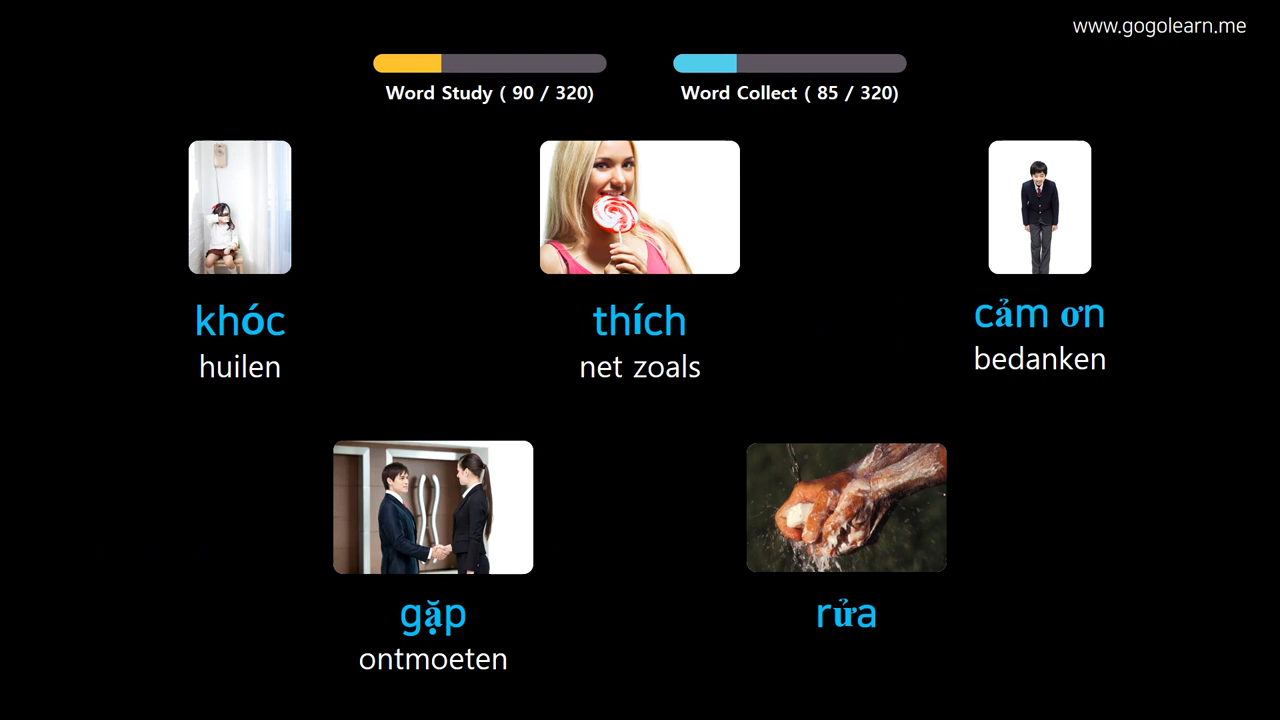 www.gogolearn.me
Word Study ( 90 / 320)
Word Collect ( 85 / 320)
khóc
huilen
thích
net zoals
cảm ơn
bedanken
gặp
ontmoeten
rửa